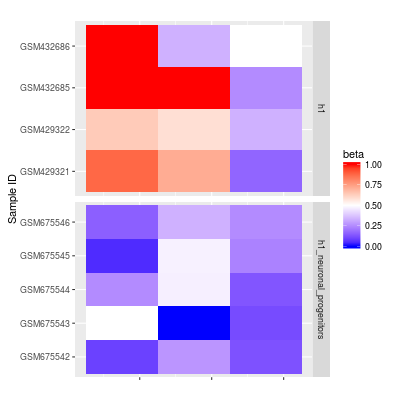 Sample ID
GSM432686
GSM432685
GSM429322
GSM429321
h1
GSM675546
GSM675545
GSM675544
GSM675543
GSM675542
h1_neuronal_progenitors
beta
1.00
0.75
0.50
0.25
0.00